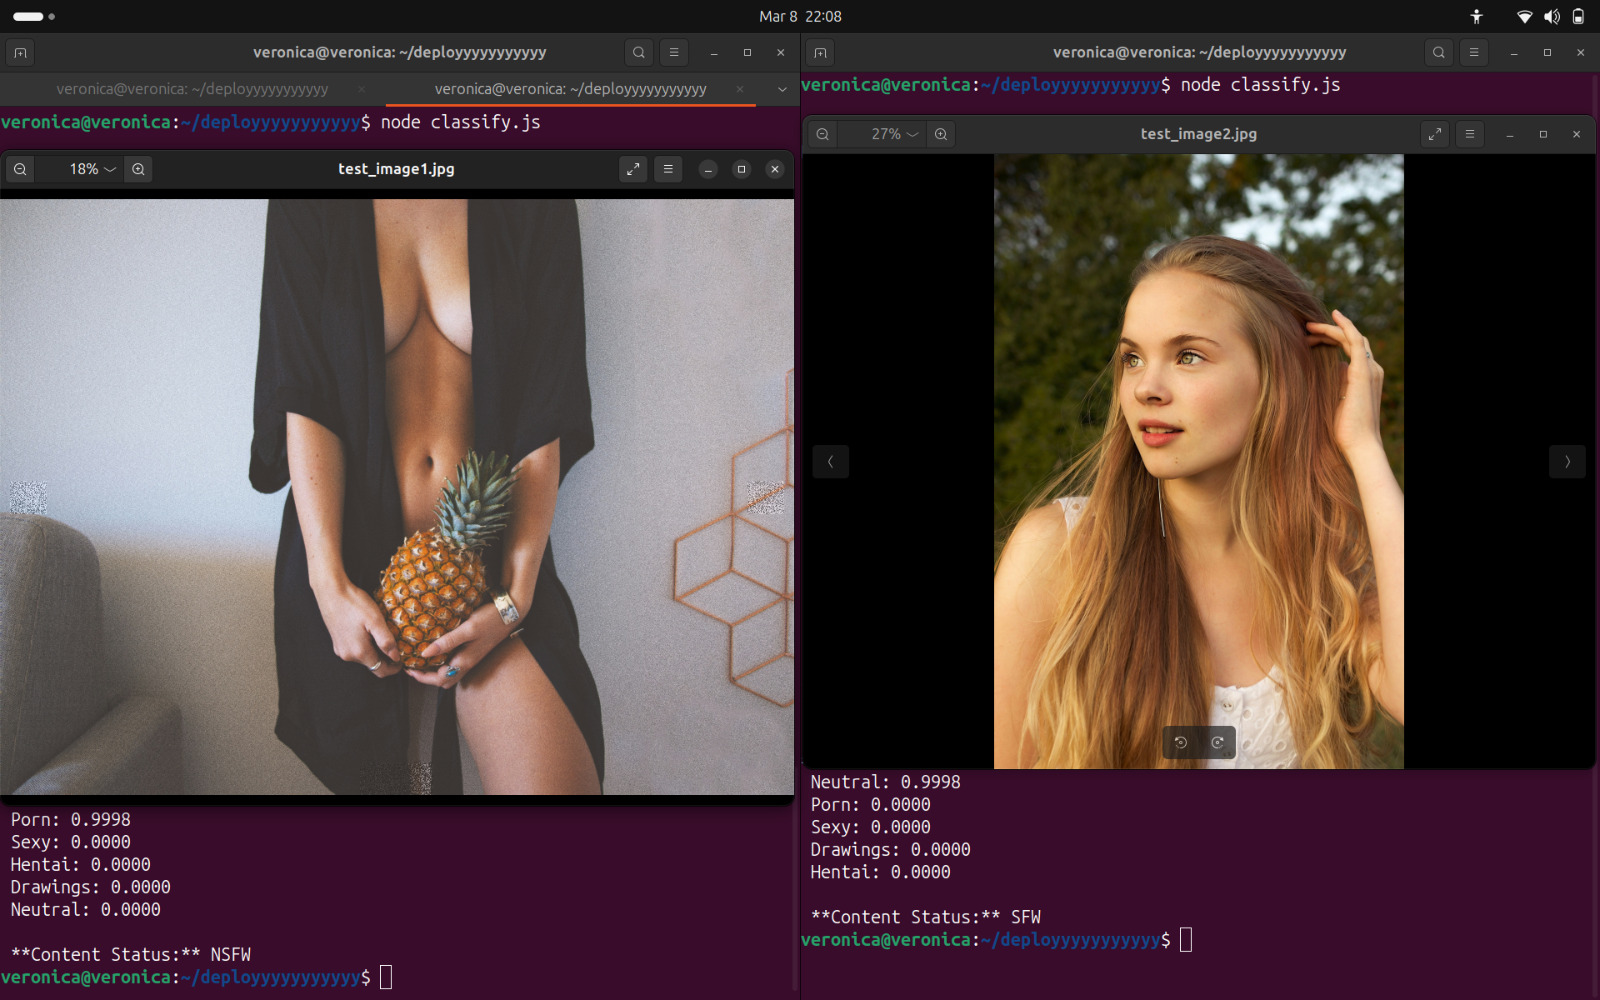 Mar 8 22:08
veronica@veronica: ~/deployyyyyyyyyyy
veronica@veronica: ~/deployyyyyyyyyyy
veronica@veronica: ~/deployyyyyyyyyyy
veronica@veronica:~/deployyyyyyyyyyy$ node classify.js
18%
test_image1.jpg
Porn: 0.9998
Sexy: 0.0000
Hentai: 0.0000
Drawings: 0.0000
Neutral: 0.0000
**Content Status:** NSFW
veronica@veronica:~/deployyyyyyyyyyy$
veronica@veronica: ~/deployyyyyyyyyyy
veronica@veronica:~/deployyyyyyyyyyy$ node classify.js
27%
test_image2.jpg
Neutral: 0.9998
Porn: 0.0000
Sexy: 0.0000
Drawings: 0.0000
Hentai: 0.0000
**Content Status:** SFW
veronica@veronica:~/deployyyyyyyyyyy$